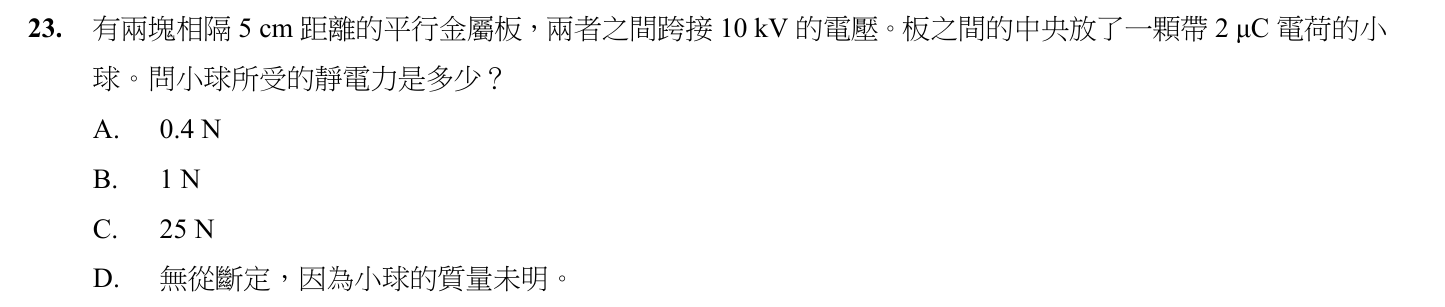 23. 有兩塊相隔 5 cm 距離的平行金屬板，兩者之間跨接 10 kV 的電壓。板之間的中央放了一顆帶 2 μC 電荷的小
球。問小球所受的靜電力是多少？
A. 0.4 N
B. 1 N
C. 25 N
D. 無從斷定，因為小球的質量未明。